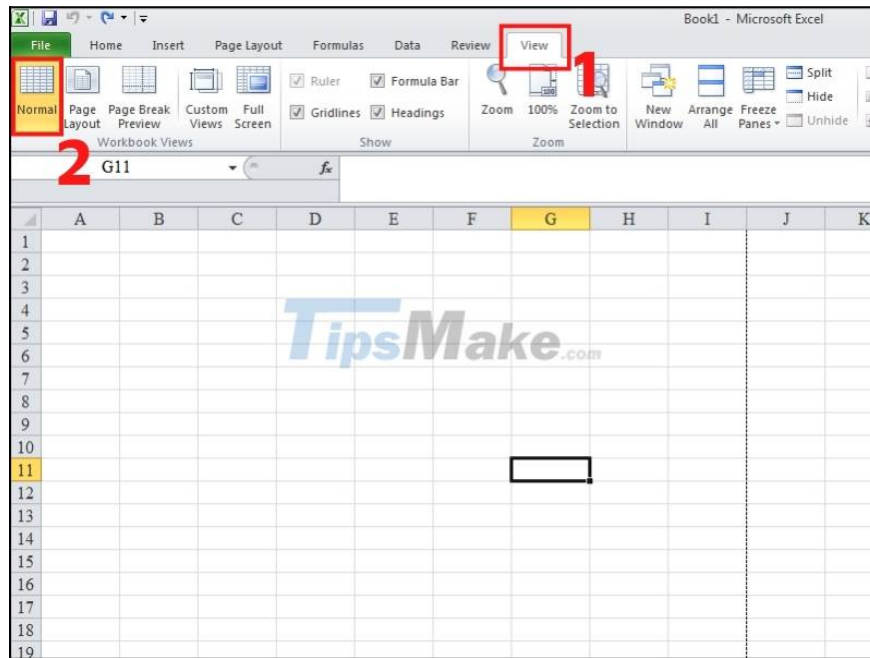 Book1 - Microsoft Excel
File Home Insert Page Layout Formulas Data Review View
1
Ruler Formula Bar Split
Hide
Normal Page Page Break Custom Full Gridlines Headings Zoom 100% Zoom to New Arrange Freeze Unhide
Layout Preview Views Screen Selection Window All Panes
Workbook Views Show Zoom
2
G11 fx
A B C D E F G H I J K
1
2
3
4
5
6
7
8
9
10
11
12
13
14
15
16
17
18
19
TipsMake.com